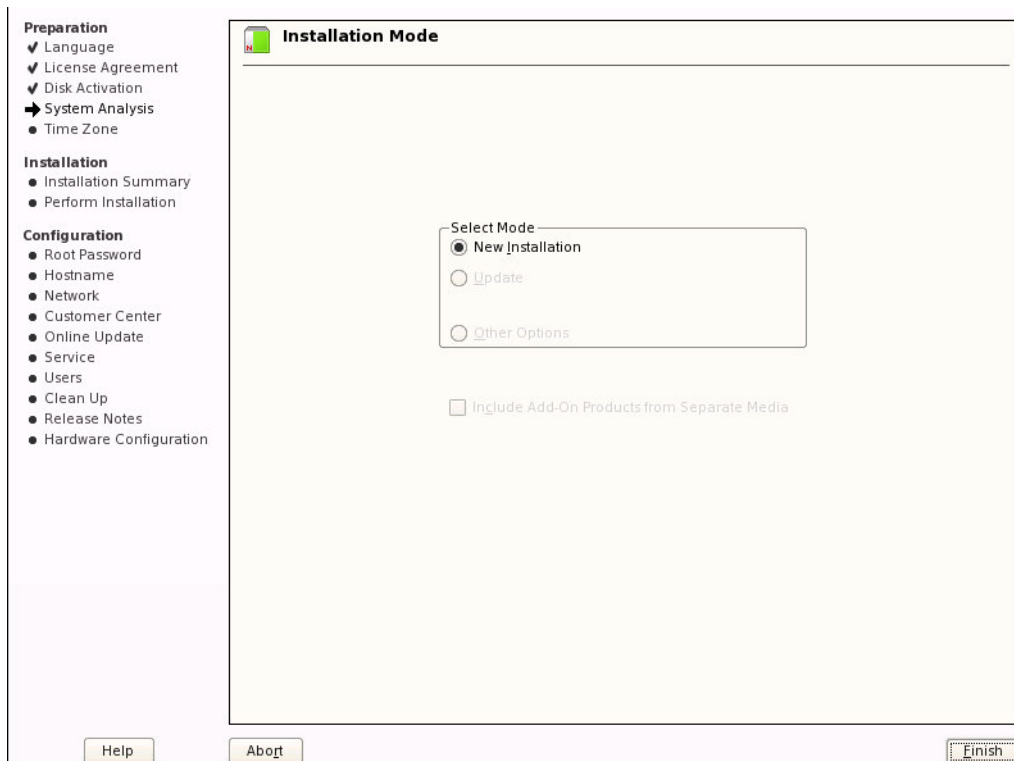 Preparation
Language
License Agreement
Disk Activation
System Analysis
Time Zone
Installation
Installation Summary
Perform Installation
Configuration
Root Password
Hostname
Network
Customer Center
Online Update
Service
Users
Clean Up
Release Notes
Hardware Configuration
N
Installation Mode
Select Mode
New Installation
Update
Other Options
Include Add-On Products from Separate Media
Help
Abort
Finish